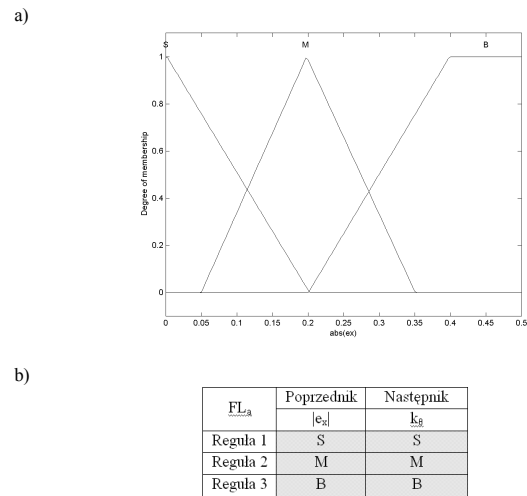 a)
S M B
1
0.8
0.6
0.4
0.2
0
Degree of membership
0 0.05 0.1 0.15 0.2 0.25 0.3 0.35 0.4 0.45 0.5
abs(ex)
b)
FLa Poprzednik Następnik
|ex| kθ
Reguła 1 S S
Reguła 2 M M
Reguła 3 B B